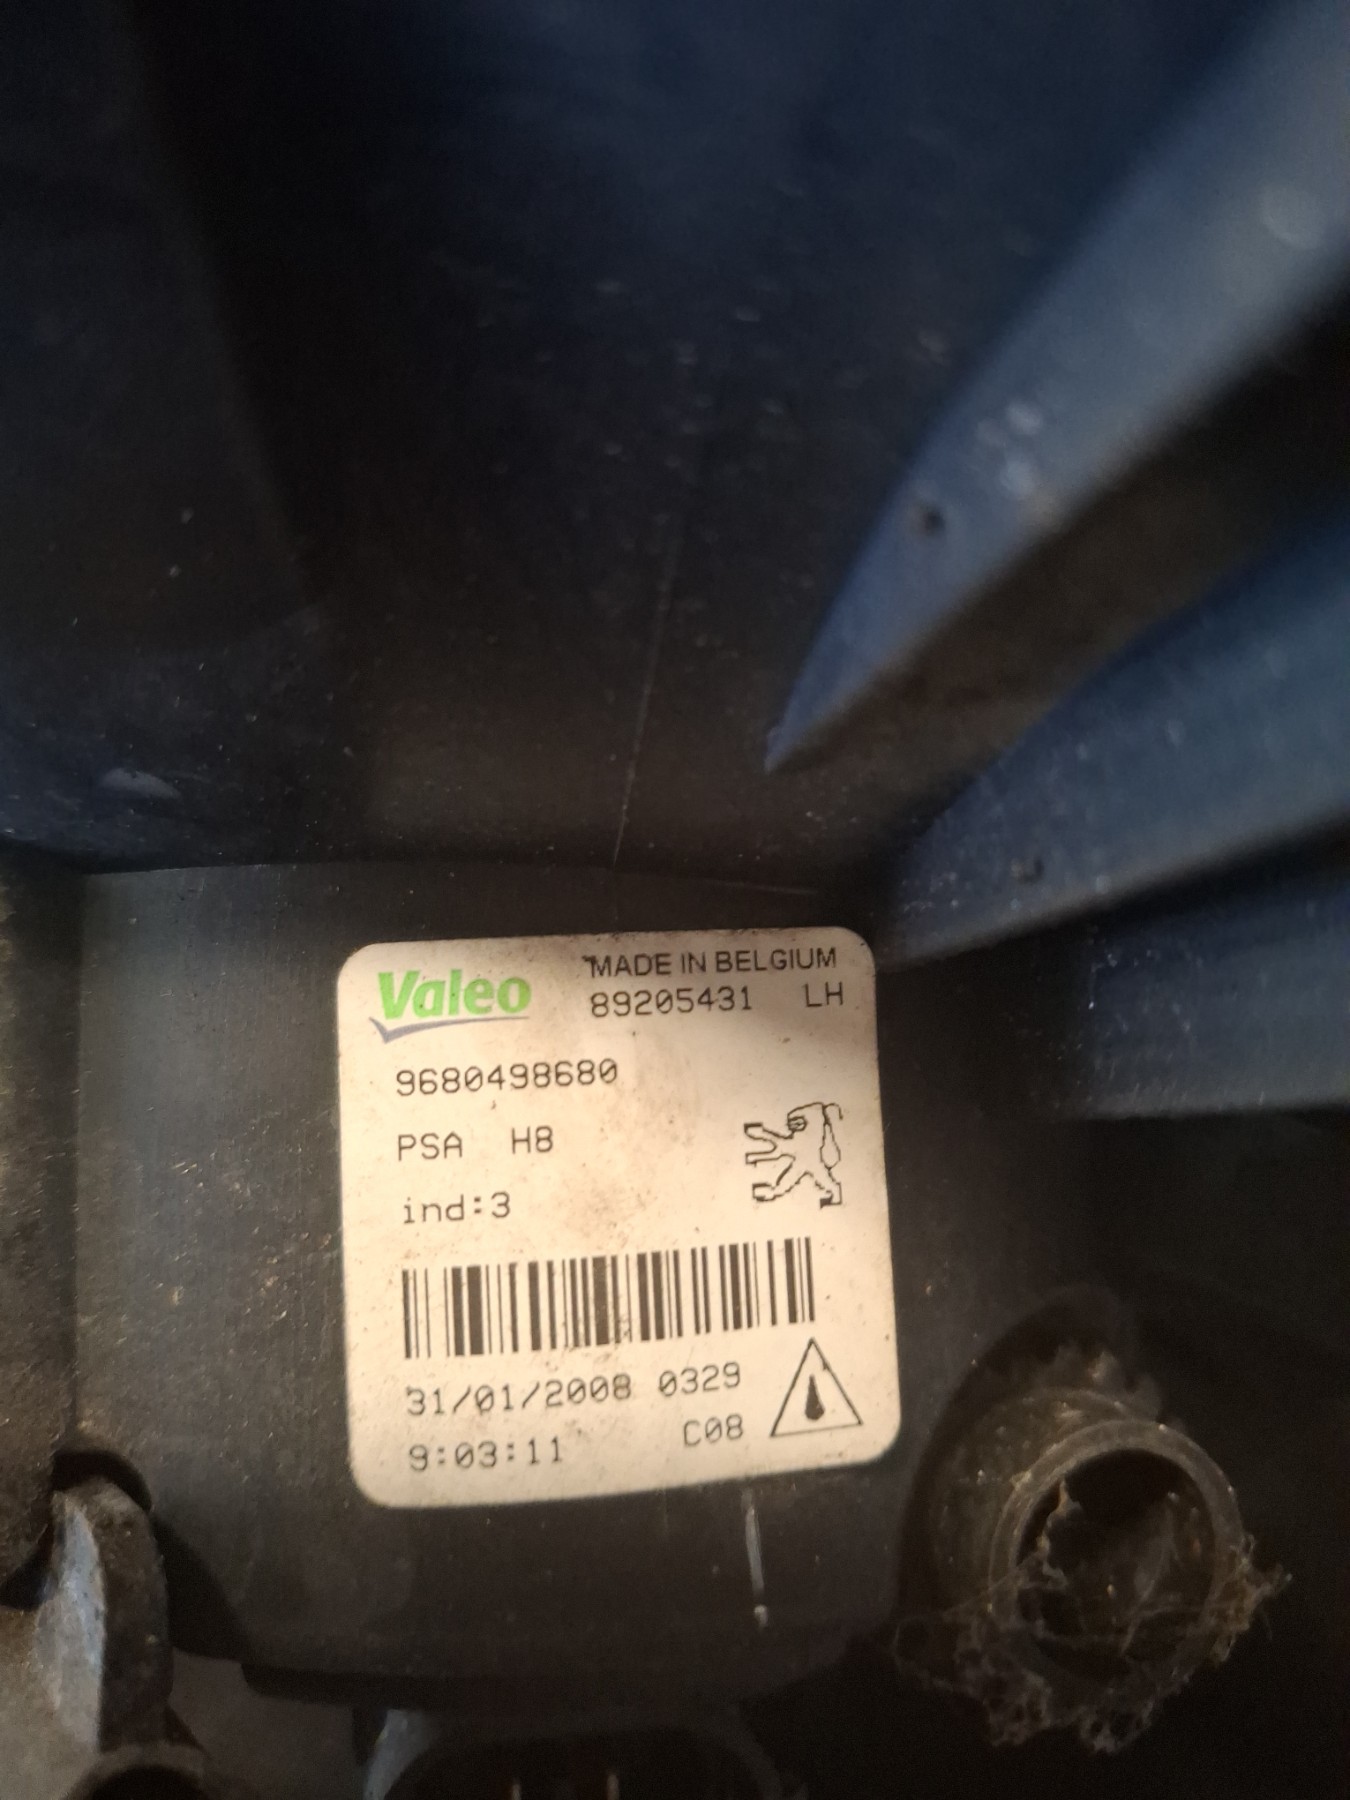 Valeo
MADE IN BELGIUM
89205431 LH
9680498680
PSA H8
ind:3
31/01/2008 0329
9:03:11 C08